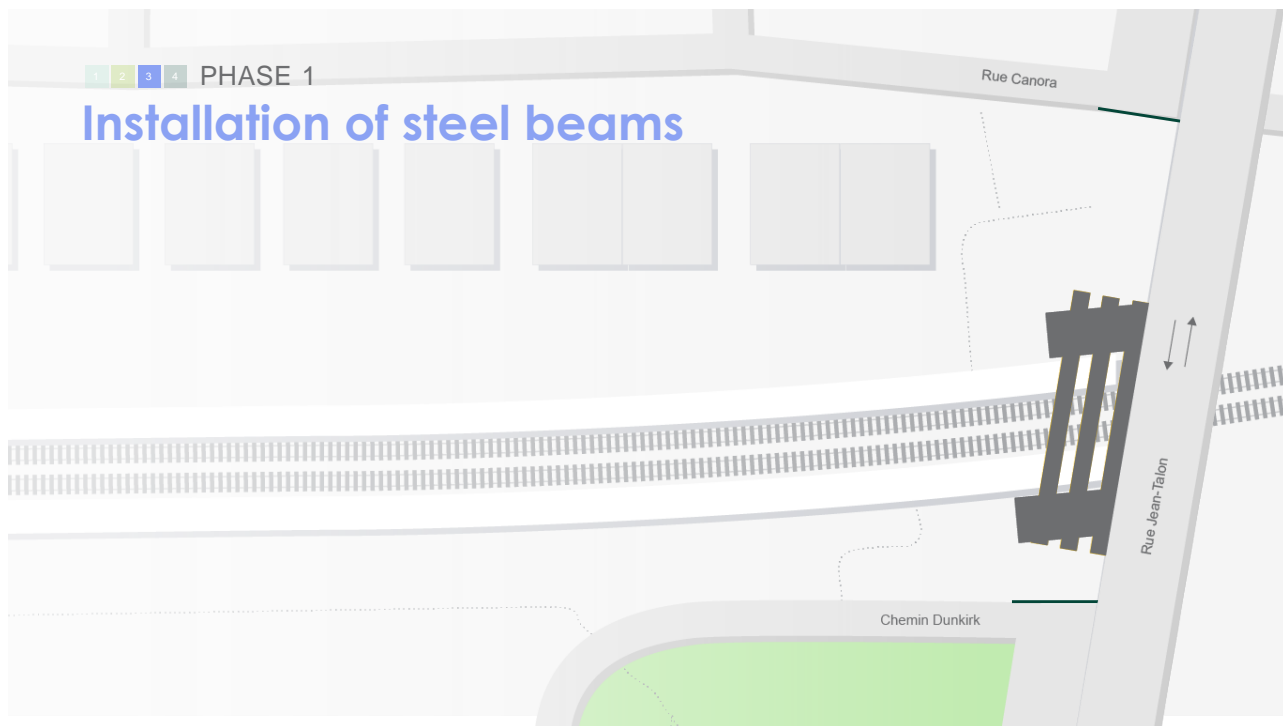 1 2 3 4 PHASE 1
Installation of steel beams
Rue Canora
Rue Jean-Talon
Chemin Dunkirk